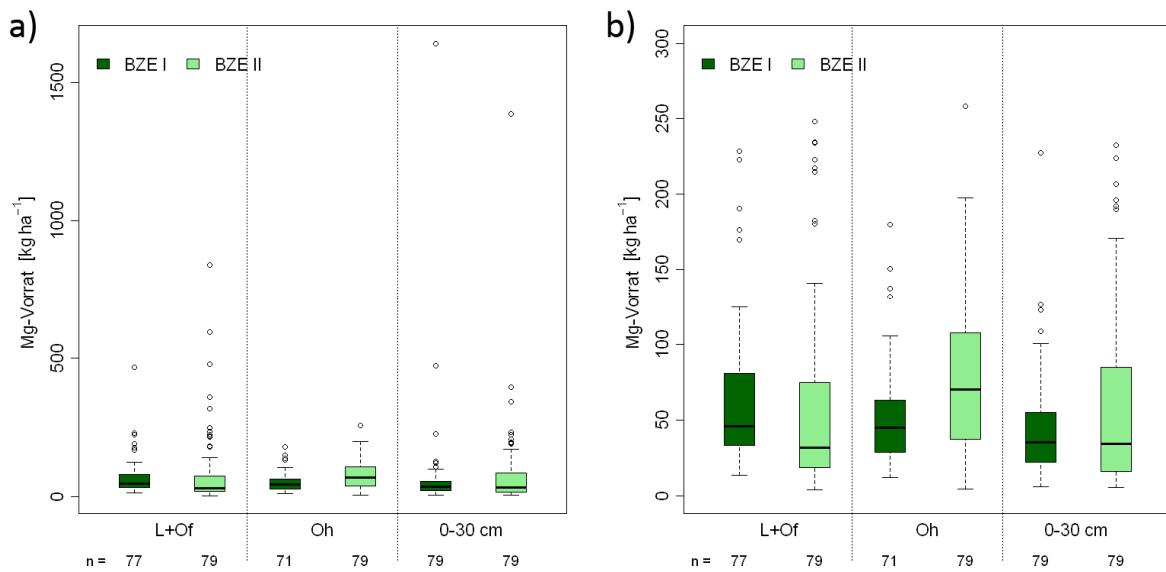 a)
BZE I BZE II
Mg-Vorrat [kg ha⁻¹]
1500
1000
500
0
L+Of Oh 0-30 cm
n = 77 79 71 79 79 79
b)
BZE I BZE II
Mg-Vorrat [kg ha⁻¹]
300
250
200
150
100
50
0
L+Of Oh 0-30 cm
n = 77 79 71 79 79 79